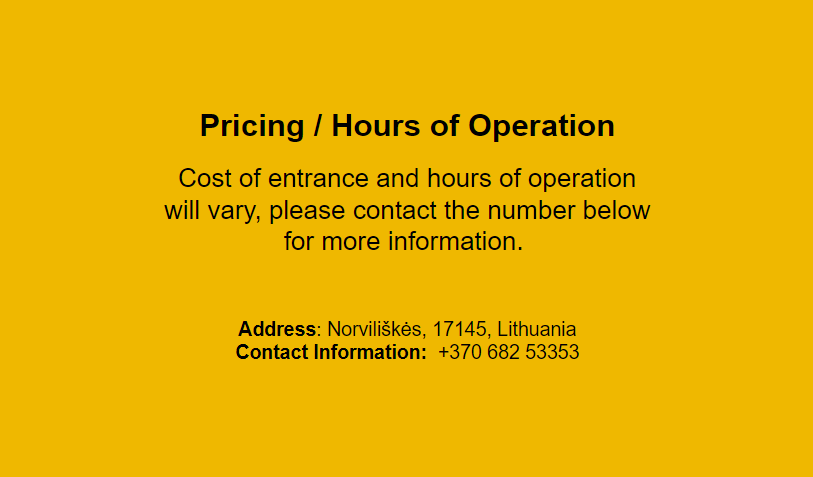 Pricing / Hours of Operation
Cost of entrance and hours of operation
will vary, please contact the number below
for more information.
Address: Norviliškės, 17145, Lithuania
Contact Information: +370 682 53353